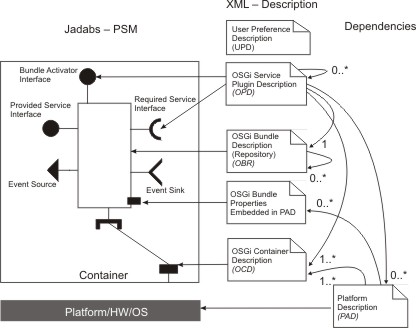 XML – Description
Jadabs – PSM
Dependencies
User Preference
Description
(UPD)
Bundle Activator
Interface
OSGi Service
Plugin Description
(OPD)
0..*
Provided Service
Interface
Required Service
Interface
OSGi Bundle
Description
(Repository)
(OBR)
1
0..*
Event Source
Event Sink
OSGi Bundle
Properties
Embedded in PAD
0..*
OSGi Container
Description
(OCD)
1..*
1..*
0..*
Container
Platform/HW/OS
Platform
Description
(PAD)